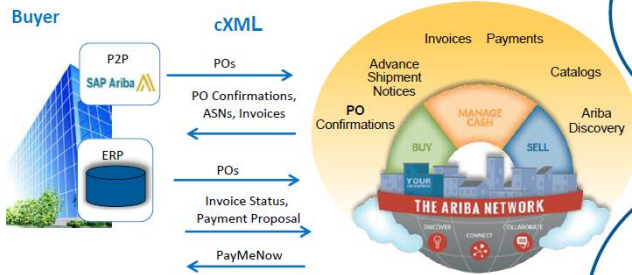 Buyer
cXML
P2P
SAP Ariba
POs
PO Confirmations,
ASNs, Invoices
ERP
POs
Invoice Status,
Payment Proposal
PayMeNow
Invoices
Payments
Advance
Shipment
Notices
Catalogs
PO
Confirmations
Ariba
Discovery
MANAGE
CASH
BUY
SELL
YOUR
ENTERPRISE
THE ARIBA NETWORK
DISCOVER
CONNECT
COLLABORATE